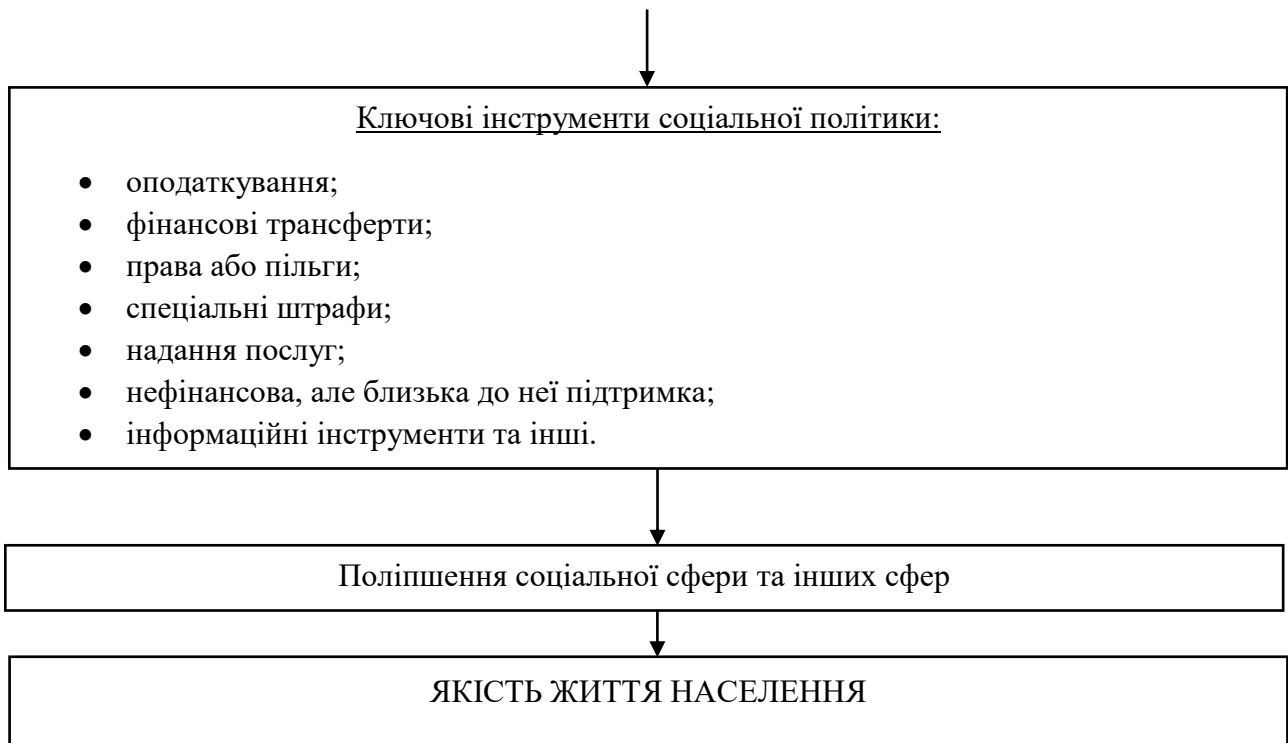 Ключові інструменти соціальної політики:
• оподаткування;
• фінансові трансферти;
• права або пільги;
• спеціальні штрафи;
• надання послуг;
• нефінансова, але близька до неї підтримка;
• інформаційні інструменти та інші.
Поліпшення соціальної сфери та інших сфер
ЯКІСТЬ ЖИТТЯ НАСЕЛЕННЯ